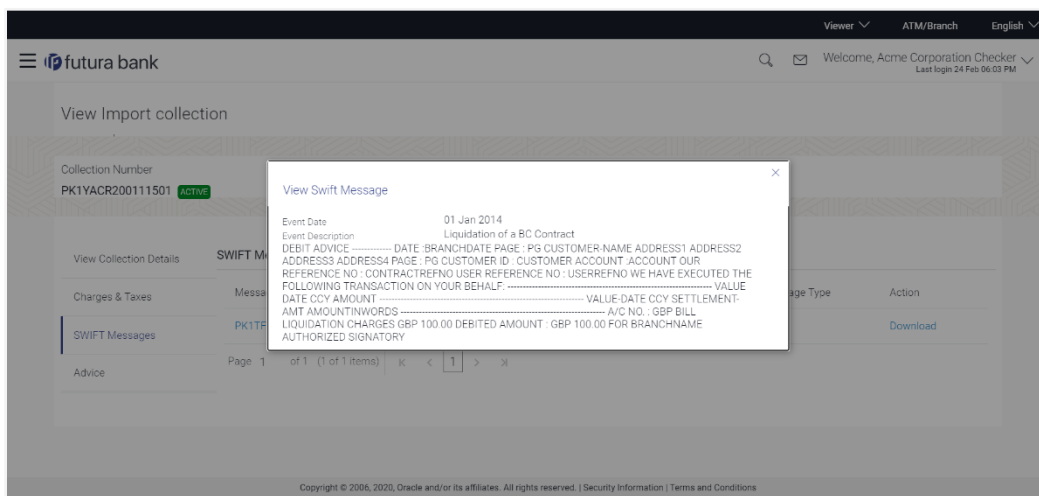 Viewer ATM/Branch English
futura bank
Welcome, Acme Corporation Checker
Last login 24 Feb 06:03 PM
View Import collection
Collection Number
PK1YACR200111501 ACTIVE
View Swift Message
Event Date 01 Jan 2014
Event Description Liquidation of a BC Contract
DEBIT ADVICE ------------ DATE :BRANCHDATE PAGE : PG CUSTOMER-NAME ADDRESS1 ADDRESS2
ADDRESS3 ADDRESS4 PAGE : PG CUSTOMER ID : CUSTOMER ACCOUNT :ACCOUNT OUR
REFERENCE NO : CONTRACTREFNO USER REFERENCE NO : USERREFNO WE HAVE EXECUTED THE
FOLLOWING TRANSACTION ON YOUR BEHALF: ---------------------------------------------------------------- VALUE
DATE CCY AMOUNT ---------------------------------------------------------------- VALUE-DATE CCY SETTLEMENT-
AMT AMOUNTINWORDS ---------------------------------------------------------------- A/C NO. : GBP BILL
LIQUIDATION CHARGES GBP 100.00 DEBITED AMOUNT : GBP 100.00 FOR BRANCHNAME
AUTHORIZED SIGNATORY
View Collection Details
Charges & Taxes
SWIFT Messages
Advice
SWIFT
Action
PK1TF
Download
Page 1 of 1 (1 of 1 items) K < 1 > >|
Copyright © 2006, 2020, Oracle and/or its affiliates. All rights reserved. | Security Information | Terms and Conditions